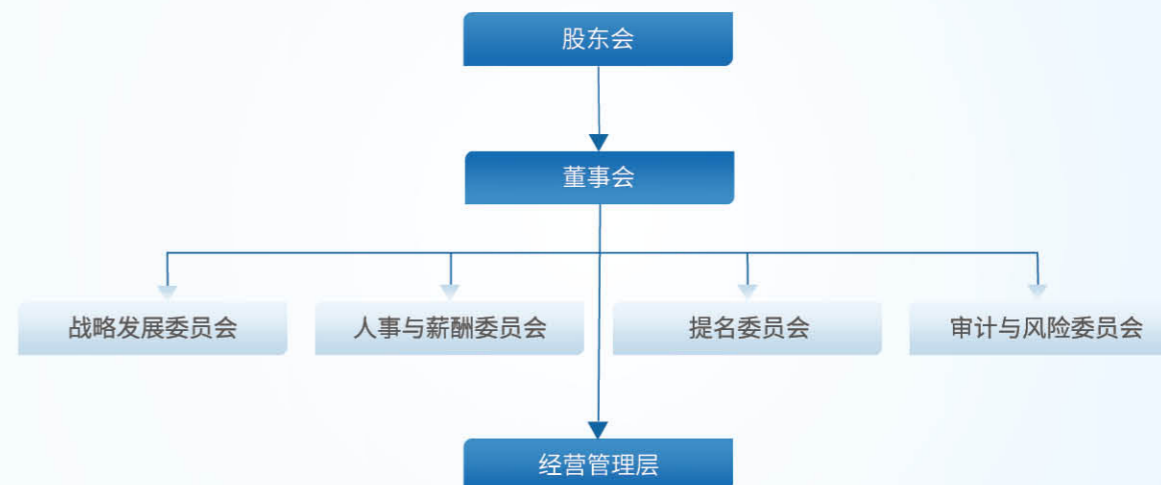 股东会
董事会
战略发展委员会
人事与薪酬委员会
提名委员会
审计与风险委员会
经营管理层